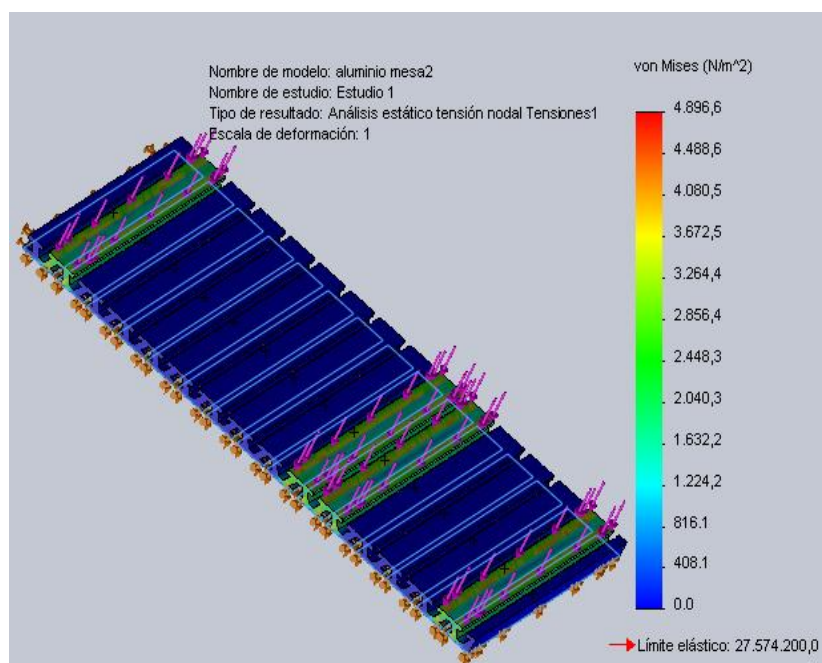 Nombre de modelo: aluminio mesa2
Nombre de estudio: Estudio 1
Tipo de resultado: Análisis estático tensión nodal Tensiones1
Escala de deformación: 1
von Mises (N/m^2)
4.896,6
4.488,6
4.080,5
3.672,5
3.264,4
2.856,4
2.448,3
2.040,3
1.632,2
1.224,2
816.1
408.1
0.0
Límite elástico: 27.574.200,0